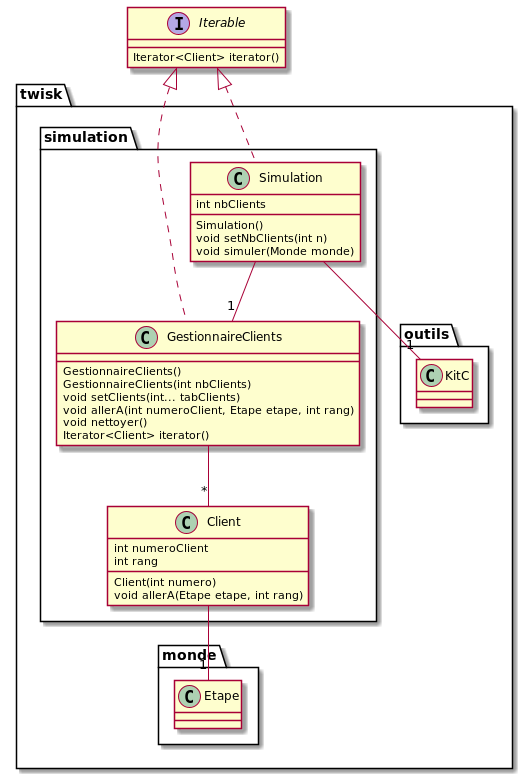 I Iterable
Iterator<Client> iterator()
twisk
simulation
C Simulation
int nbClients
Simulation()
void setNbClients(int n)
void simuler(Monde monde)
1
C GestionnaireClients
GestionnaireClients()
GestionnaireClients(int nbClients)
void setClients(int... tabClients)
void allerA(int numeroClient, Etape etape, int rang)
void nettoyer()
Iterator<Client> iterator()
outils
1
C KitC
*
C Client
int numeroClient
int rang
Client(int numero)
void allerA(Etape etape, int rang)
monde
1
C Etape